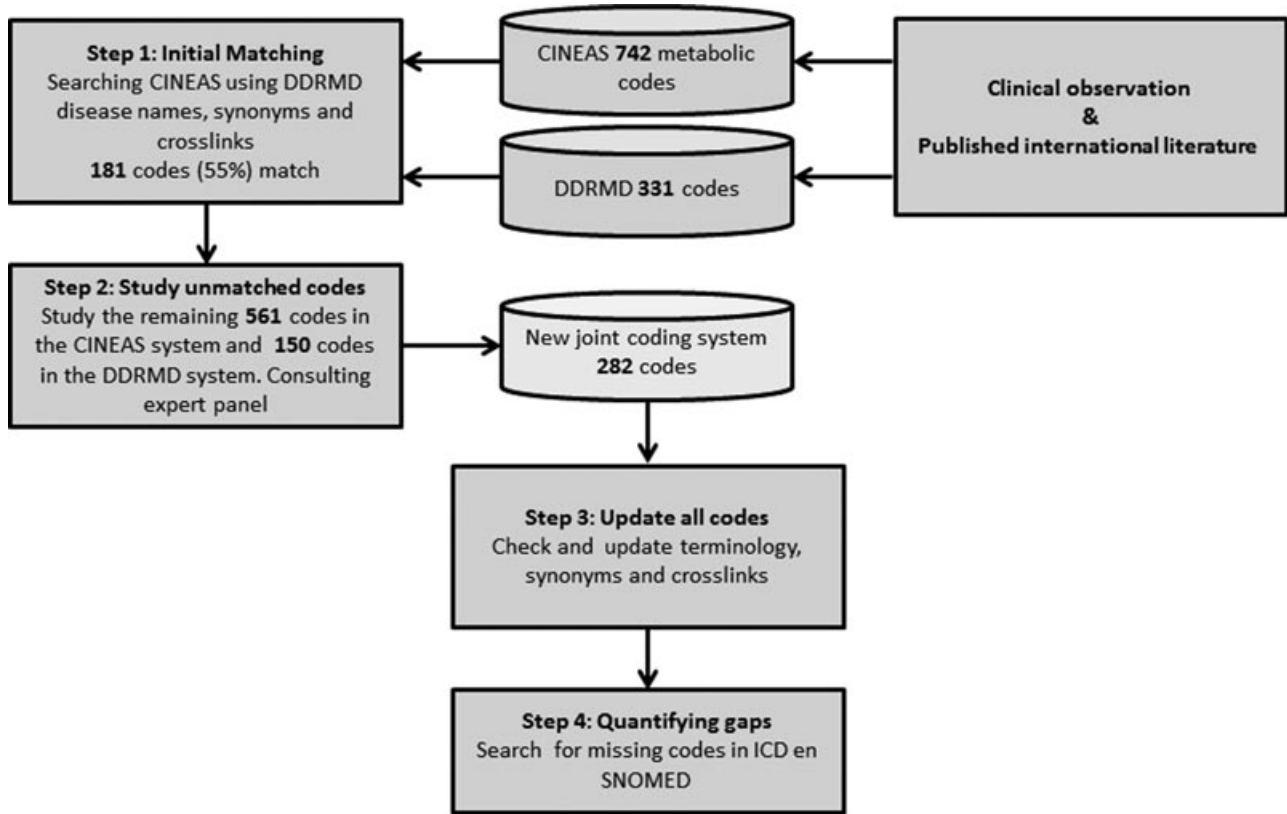 Step 1: Initial Matching
Searching CINEAS using DDRMD
disease names, synonyms and
crosslinks
181 codes (55%) match
CINEAS 742 metabolic
codes
DDRMD 331 codes
Clinical observation
&
Published international literature
Step 2: Study unmatched codes
Study the remaining 561 codes in
the CINEAS system and 150 codes
in the DDRMD system. Consulting
expert panel
New joint coding system
282 codes
Step 3: Update all codes
Check and update terminology,
synonyms and crosslinks
Step 4: Quantifying gaps
Search for missing codes in ICD en
SNOMED